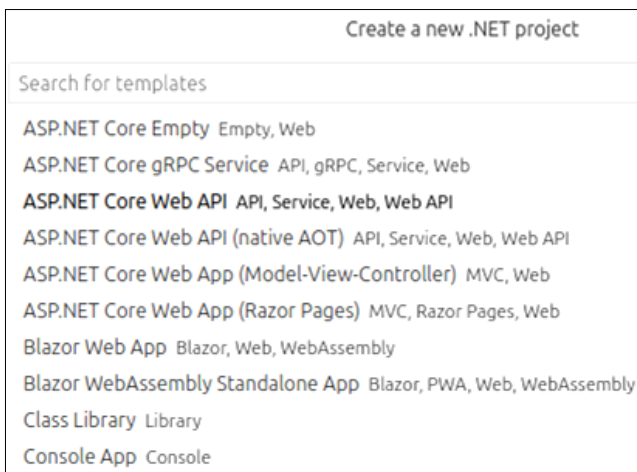 Create a new .NET project
Search for templates
ASP.NET Core Empty Empty, Web
ASP.NET Core gRPC Service API, gRPC, Service, Web
ASP.NET Core Web API API, Service, Web, Web API
ASP.NET Core Web API (native AOT) API, Service, Web, Web API
ASP.NET Core Web App (Model-View-Controller) MVC, Web
ASP.NET Core Web App (Razor Pages) MVC, Razor Pages, Web
Blazor Web App Blazor, Web, WebAssembly
Blazor WebAssembly Standalone App Blazor, PWA, Web, WebAssembly
Class Library Library
Console App Console